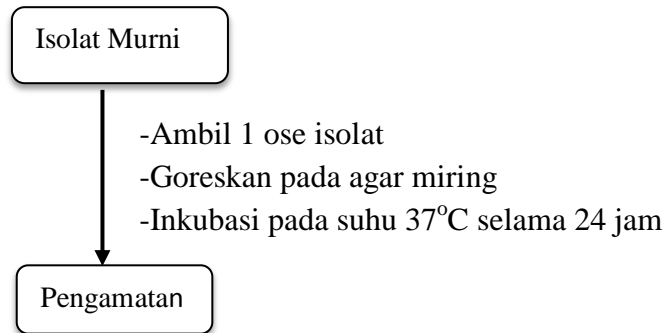 Isolat Murni
-Ambil 1 ose isolat
-Goreskan pada agar miring
-Inkubasi pada suhu 37°C selama 24 jam
Pengamatan